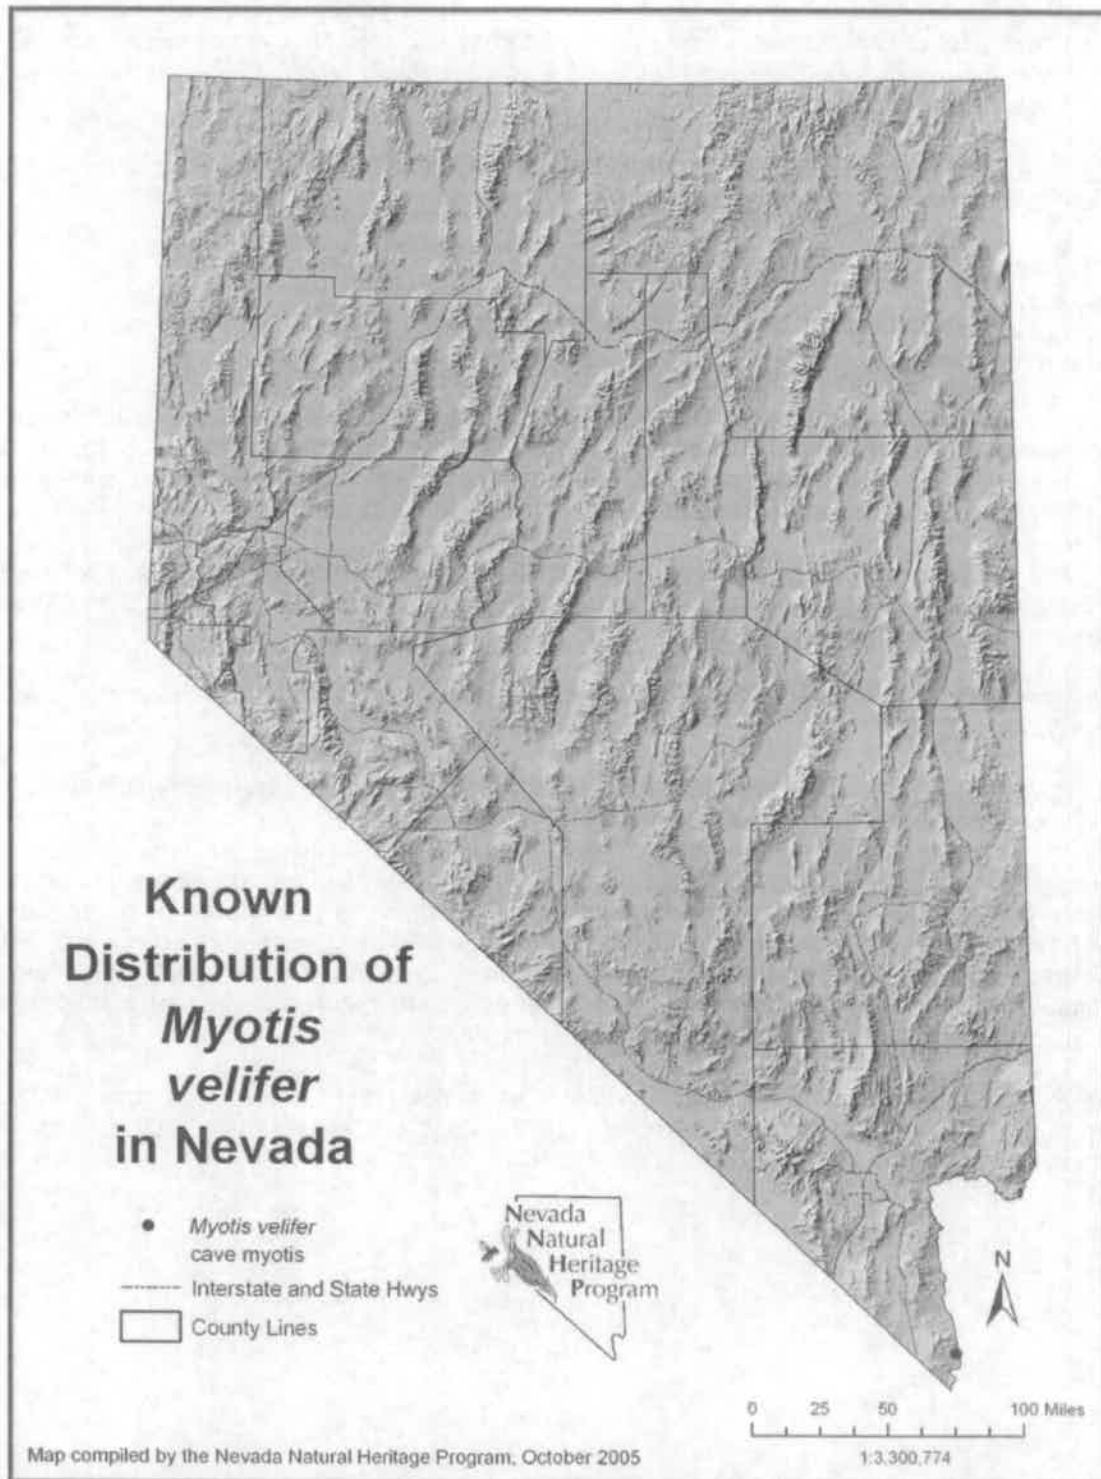 Known
Distribution of
Myotis
velifer
in Nevada
Myotis velifer
cave myotis
Interstate and State Hwys
County Lines
Nevada
Natural
Heritage
Program
N
0 25 50 100 Miles
1:3,300,774
Map compiled by the Nevada Natural Heritage Program, October 2005